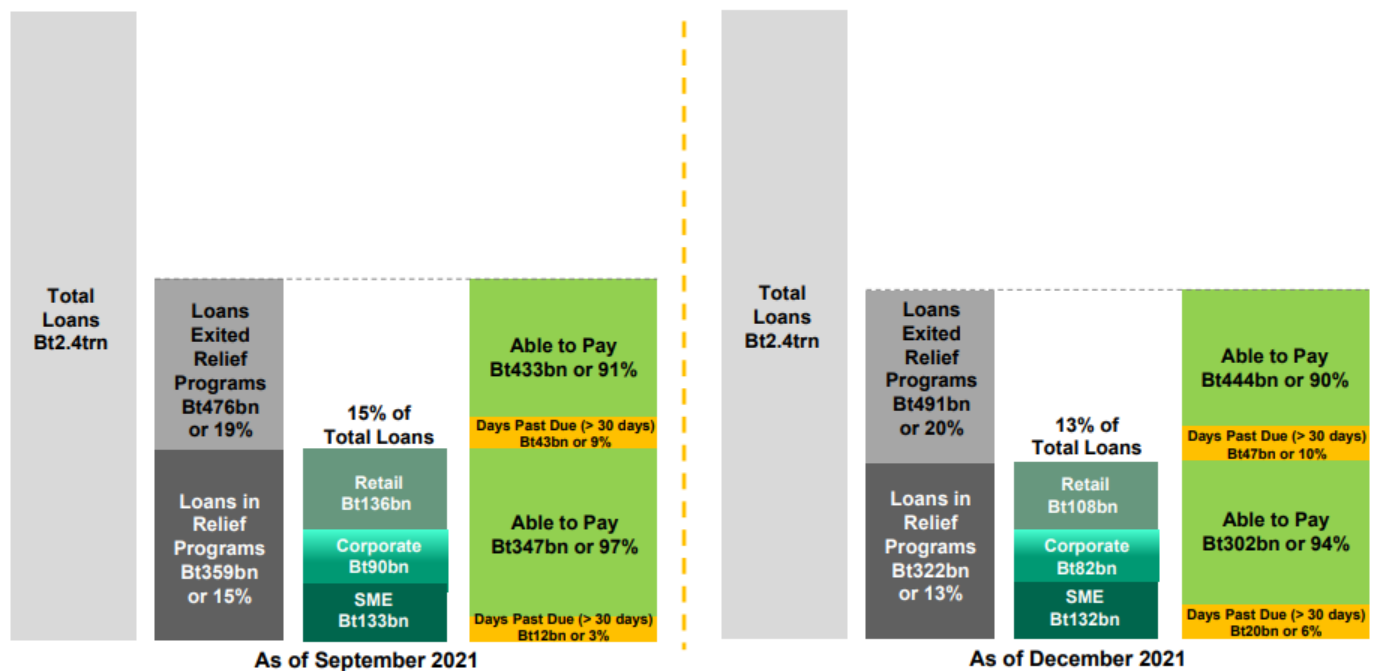 Total
Loans
Bt2.4trn
Loans
Exited
Relief
Programs
Bt476bn
or 19%
Loans in
Relief
Programs
Bt359bn
or 15%
15% of
Total Loans
Retail
Bt136bn
Corporate
Bt90bn
SME
Bt133bn
Able to Pay
Bt433bn or 91%
Days Past Due (> 30 days)
Bt43bn or 9%
Able to Pay
Bt347bn or 97%
Days Past Due (> 30 days)
Bt12bn or 3%
As of September 2021
Total
Loans
Bt2.4trn
Loans
Exited
Relief
Programs
Bt491bn
or 20%
Loans in
Relief
Programs
Bt322bn
or 13%
13% of
Total Loans
Retail
Bt108bn
Corporate
Bt82bn
SME
Bt132bn
Able to Pay
Bt444bn or 90%
Days Past Due (> 30 days)
Bt47bn or 10%
Able to Pay
Bt302bn or 94%
Days Past Due (> 30 days)
Bt20bn or 6%
As of December 2021